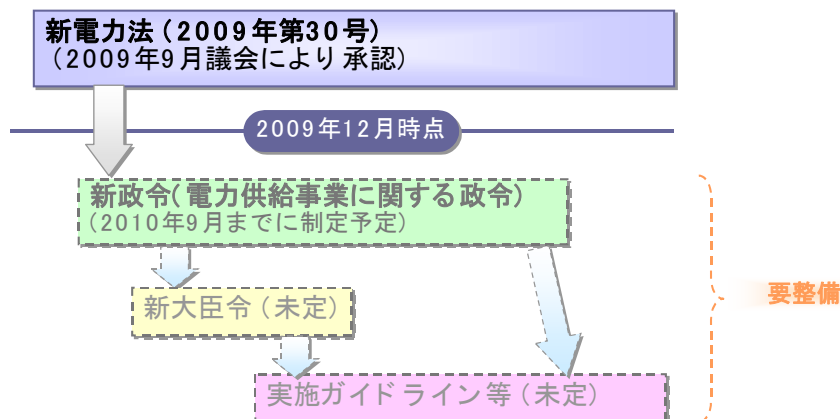 新電力法(2009年第30号)
(2009年9月議会により承認)
2009年12月時点
新政令(電力供給事業に関する政令)
(2010年9月までに制定予定)
要整備
新大臣令(未定)
実施ガイドライン等(未定)